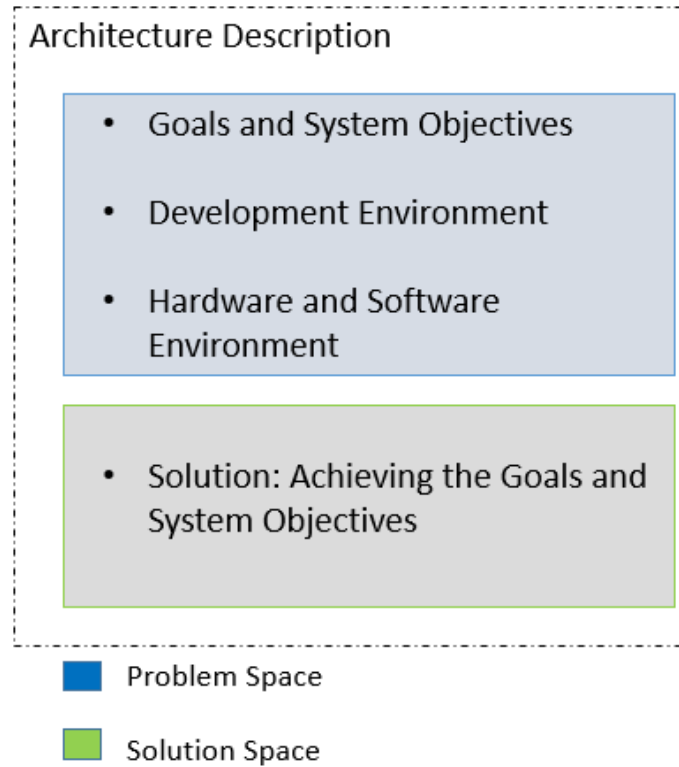 Architecture Description
• Goals and System Objectives
• Development Environment
• Hardware and Software
Environment
• Solution: Achieving the Goals and
System Objectives
Problem Space
Solution Space